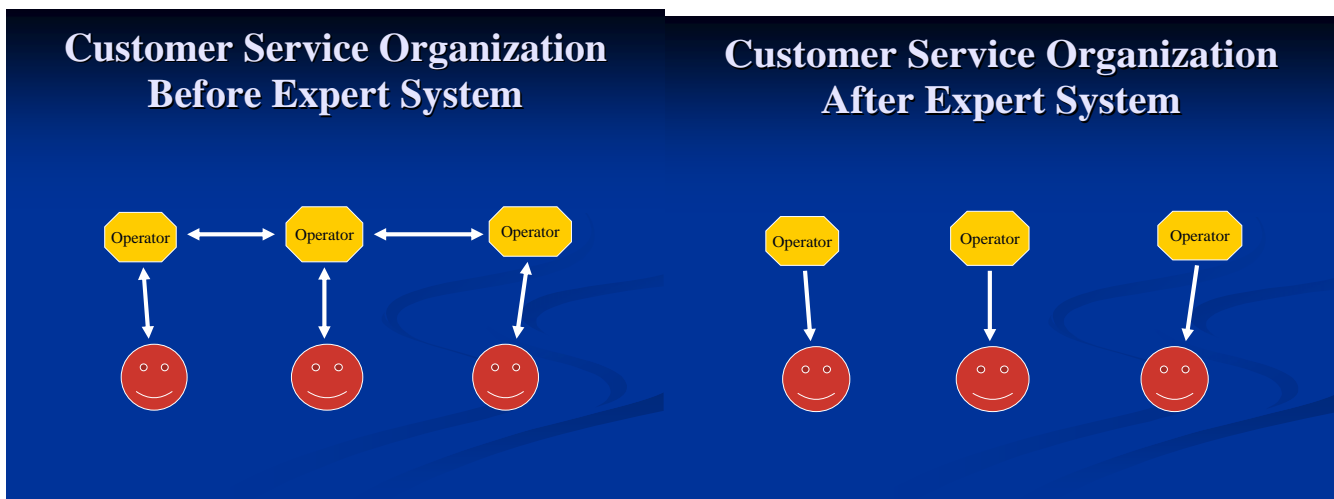 Customer Service Organization
Before Expert System
Operator
Operator
Operator
Customer Service Organization
After Expert System
Operator
Operator
Operator